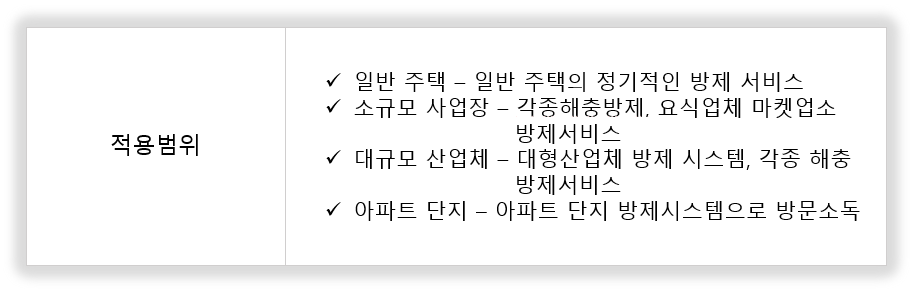 적용범위
✓ 일반 주택 – 일반 주택의 정기적인 방제 서비스
✓ 소규모 사업장 – 각종해충방제, 요식업체 마켓업소
방제서비스
✓ 대규모 산업체 – 대형산업체 방제 시스템, 각종 해충
방제서비스
✓ 아파트 단지 – 아파트 단지 방제시스템으로 방문소독